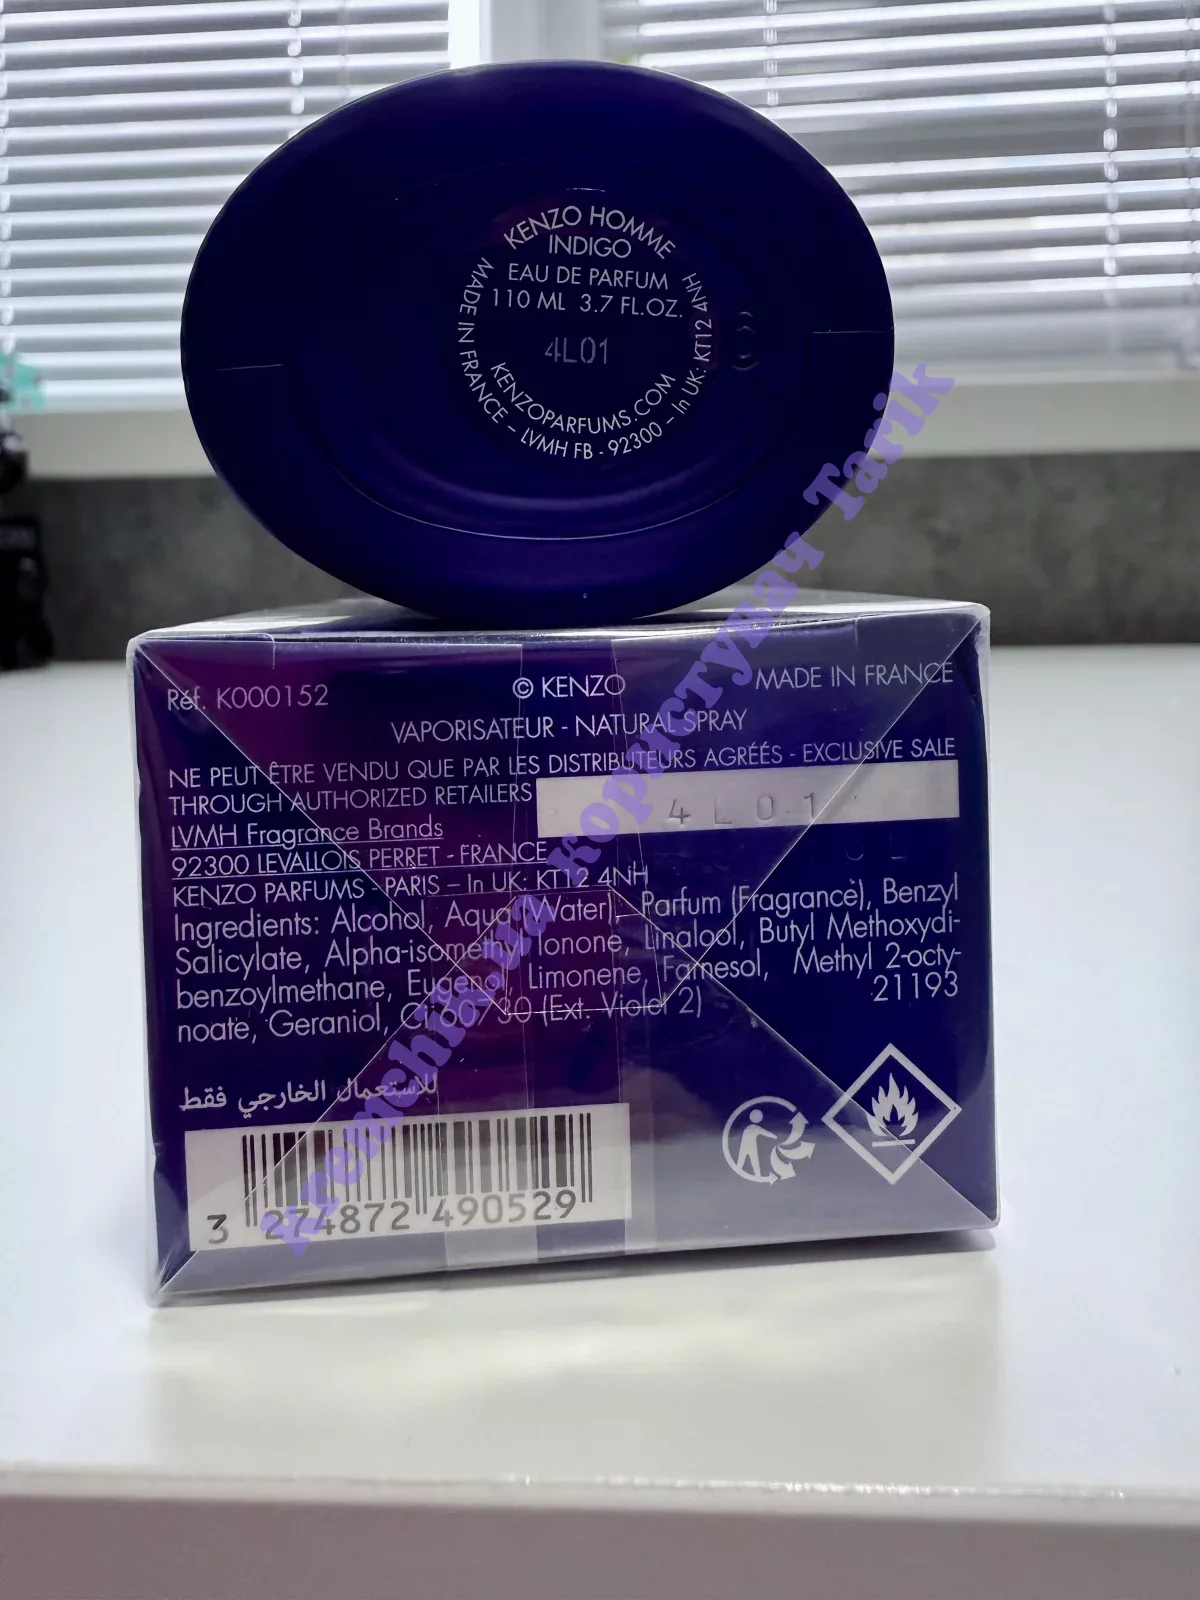 KENZO HOMME
INDIGO
EAU DE PARFUM
110 ML 3.7 FL.OZ.
4L01
KENZOPARFUMS.COM
MADE IN FRANCE – LVMH FB - 92300 – In UK: KT12 4NH
Réf. K000152
© KENZO
MADE IN FRANCE
VAPORISATEUR - NATURAL SPRAY
NE PEUT ÊTRE VENDU QUE PAR LES DISTRIBUTEURS AGRÉÉS - EXCLUSIVE SALE
THROUGH AUTHORIZED RETAILERS
4L01
LVMH Fragrance Brands
92300 LEVALLOIS PERRET - FRANCE
KENZO PARFUMS - PARIS – In UK: KT12 4NH
Ingredients: Alcohol, Aqua (Water), Parfum (Fragrance), Benzyl
Salicylate, Alpha-isomethyl Ionone, Linalool, Butyl Methoxydi-
benzoylmethane, Eugenol, Limonene, Farnesol, Methyl 2-octy-
noate, Geraniol, 30 (Ext. Violet 2)
21193
للاستعمال الخارجي فقط
3 274872 490529
kremchik.ua користувач Tarik